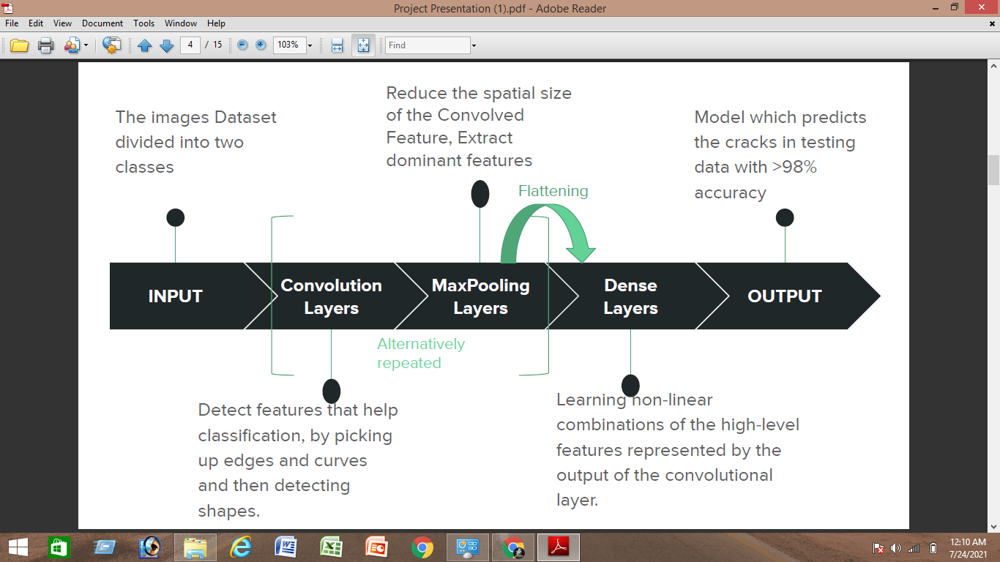 Project Presentation (1).pdf - Adobe Reader
File Edit View Document Tools Window Help
4 / 15 103% Find
The images Dataset
divided into two
classes
Reduce the spatial size
of the Convolved
Feature, Extract
dominant features
Model which predicts
the cracks in testing
data with >98%
accuracy
Flattening
INPUT
Convolution
Layers
MaxPooling
Layers
Dense
Layers
OUTPUT
Alternatively
repeated
Detect features that help
classification, by picking
up edges and curves
and then detecting
shapes.
Learning non-linear
combinations of the high-level
features represented by the
output of the convolutional
layer.
12:10 AM
7/24/2021